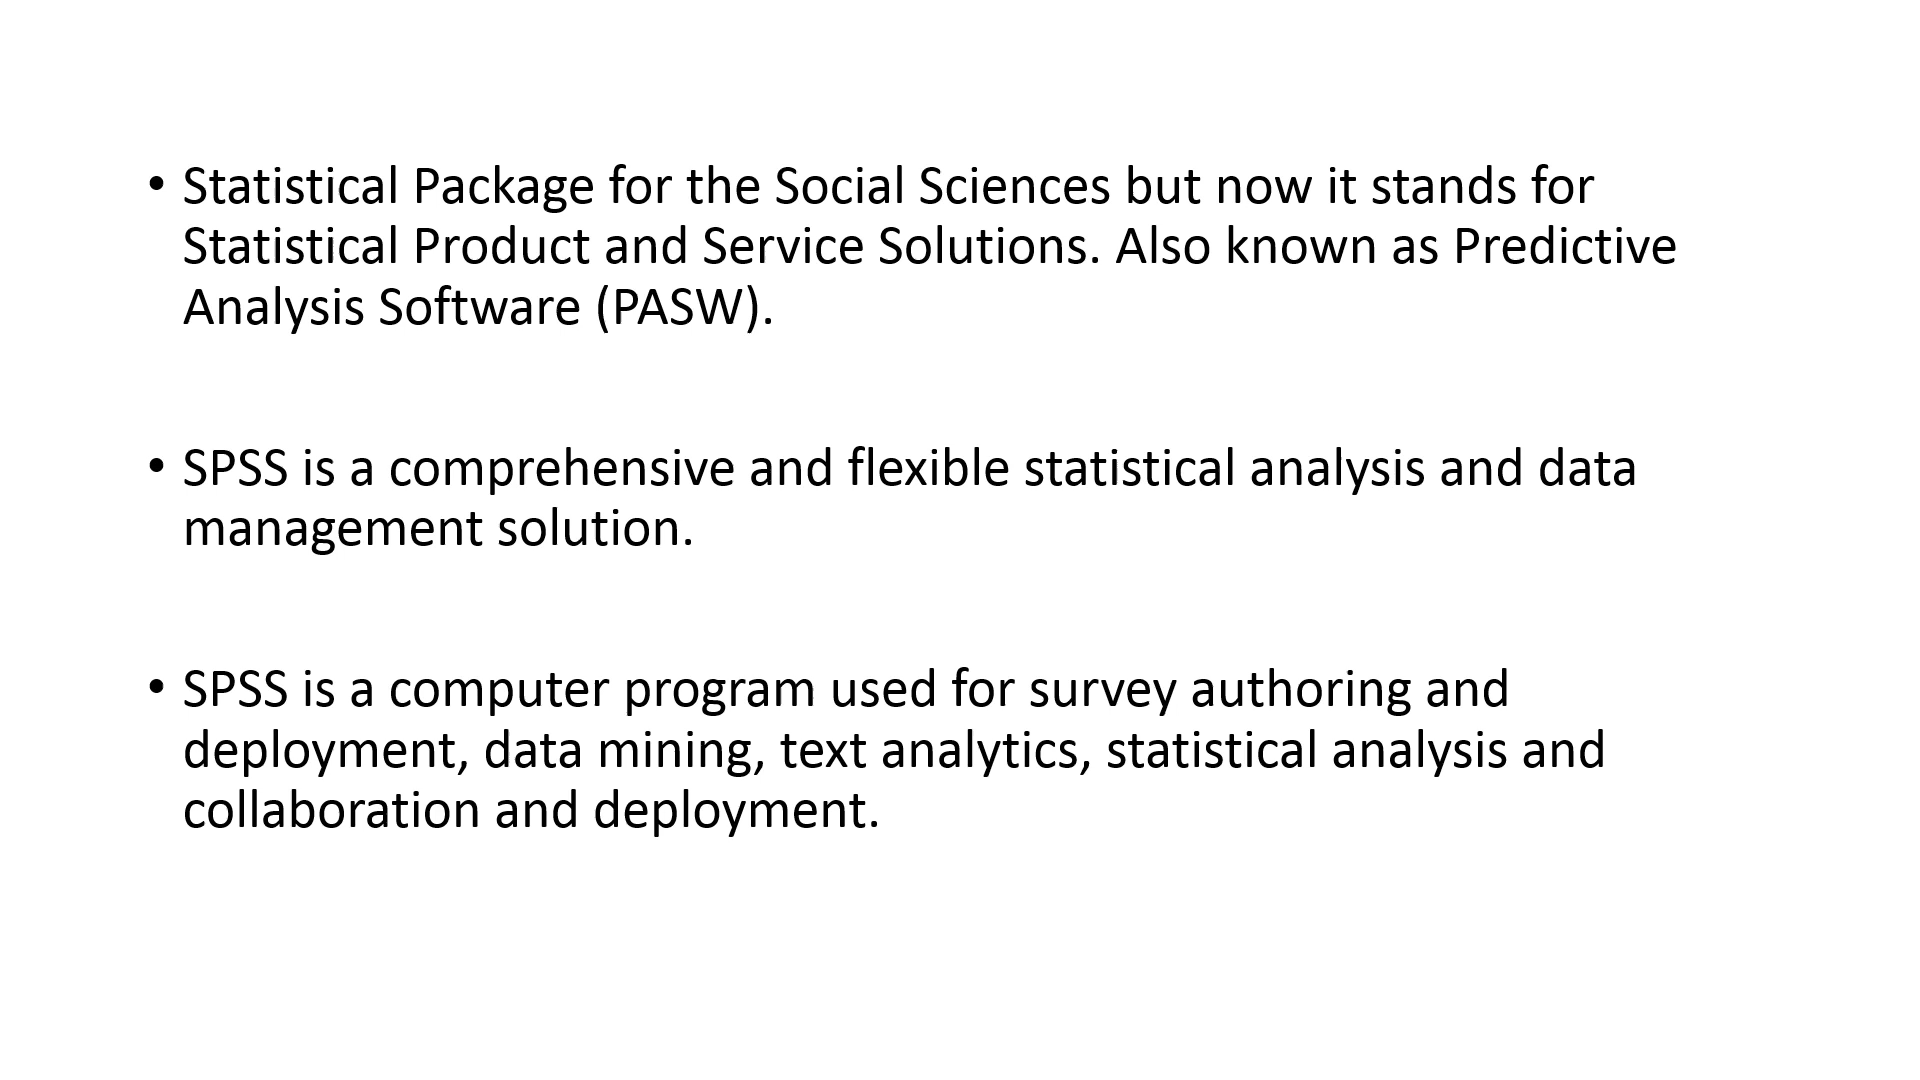 • Statistical Package for the Social Sciences but now it stands for
Statistical Product and Service Solutions. Also known as Predictive
Analysis Software (PASW).
• SPSS is a comprehensive and flexible statistical analysis and data
management solution.
• SPSS is a computer program used for survey authoring and
deployment, data mining, text analytics, statistical analysis and
collaboration and deployment.